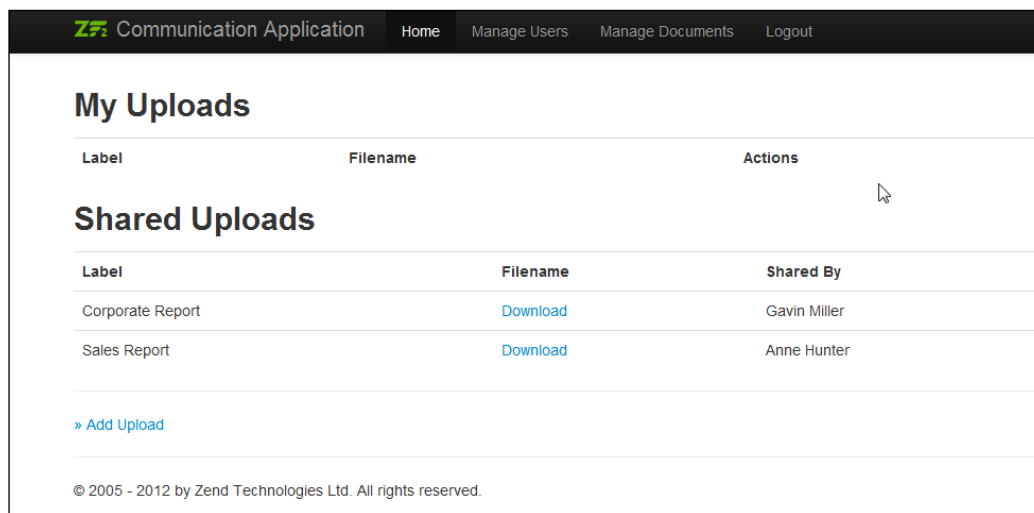 ZF2 Communication Application Home Manage Users Manage Documents Logout
My Uploads
Label Filename Actions
Shared Uploads
Label Filename Shared By
Corporate Report Download Gavin Miller
Sales Report Download Anne Hunter
» Add Upload
© 2005 - 2012 by Zend Technologies Ltd. All rights reserved.